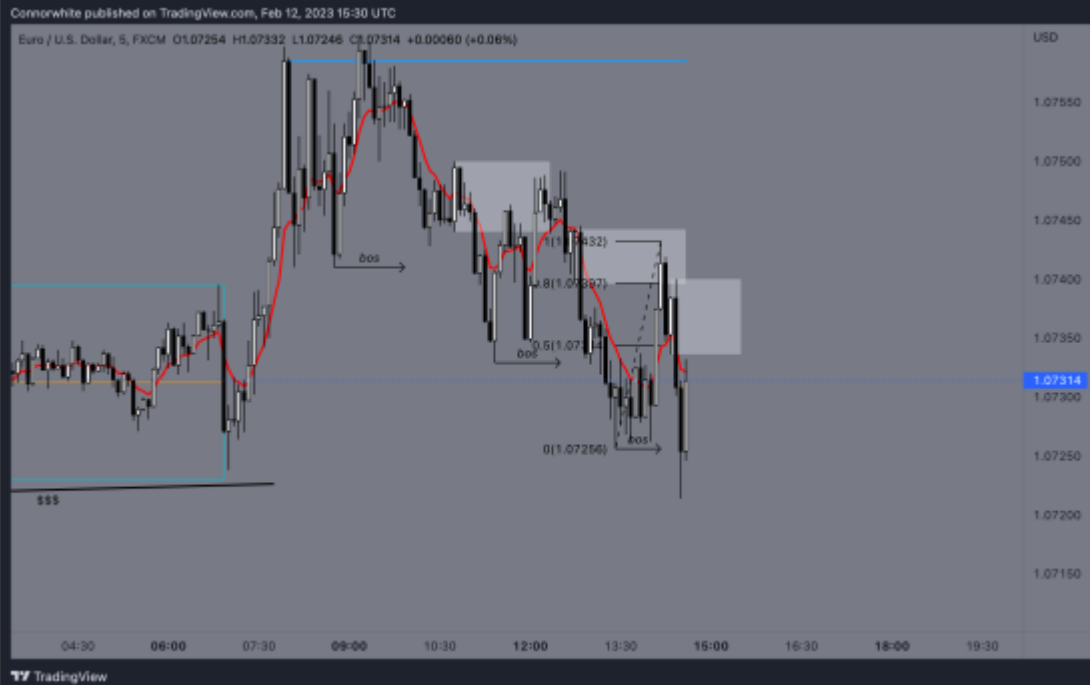 Connorwhite published on TradingView.com, Feb 12, 2023 15:30 UTC
Euro / U.S. Dollar, 5, FXCM O1.07254 H1.07332 L1.07246 C1.07314 +0.00060 (+0.06%)
USD
1.07550
1.07500
1.07450
1.07400
1.07350
1.07314
1.07300
1.07250
1.07200
1.07150
bos
bos
0(1.07256)
bos
$$$
04:30 06:00 07:30 09:00 10:30 12:00 13:30 15:00 16:30 18:00 19:30
TradingView